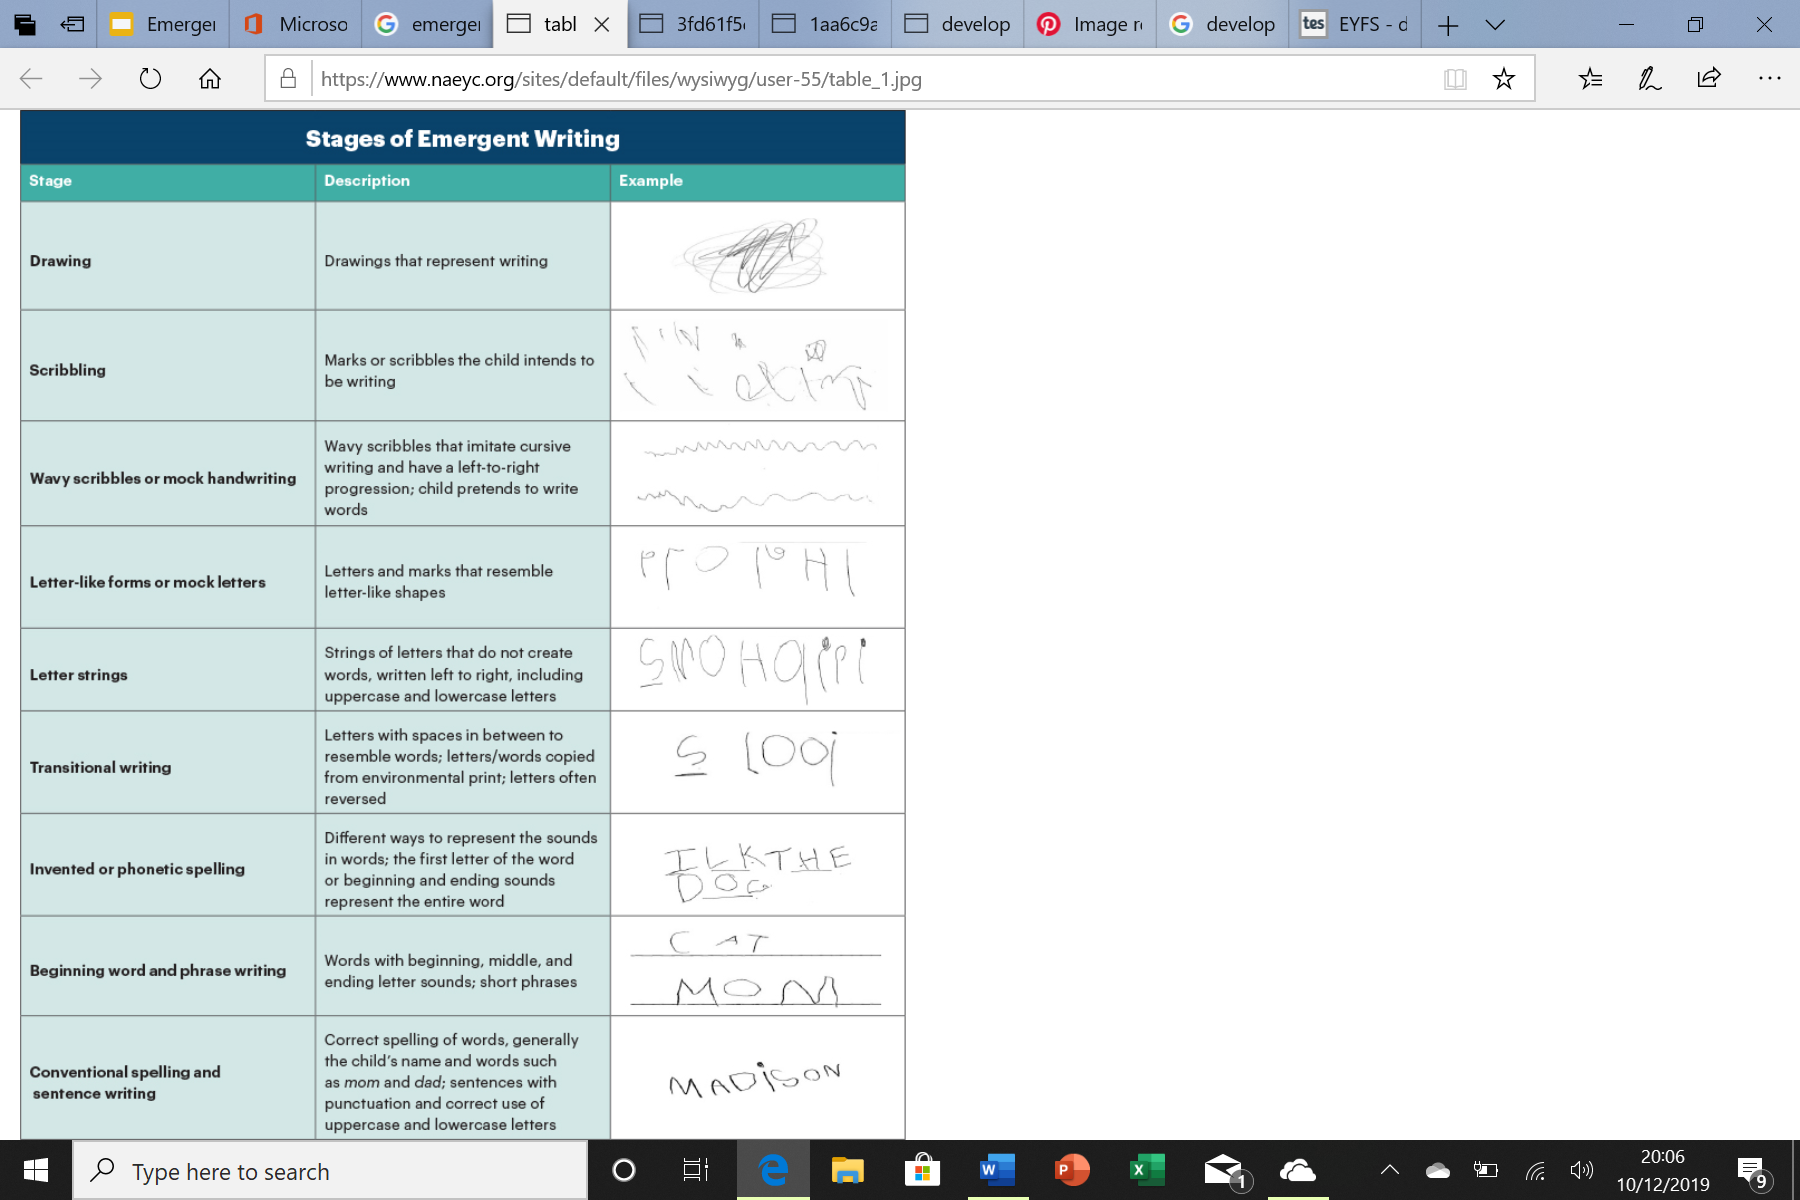 Emerger
Microso
emerger
tabl
3fd61f5
1aa6c9a
develop
Image r
develop
tes
EYFS - d
https://www.naeyc.org/sites/default/files/wysiwyg/user-55/table_1.jpg
Stages of Emergent Writing
Stage Description Example
Drawing
Drawings that represent writing
Scribbling
Marks or scribbles the child intends to
be writing
Wavy scribbles or mock handwriting
Wavy scribbles that imitate cursive
writing and have a left-to-right
progression; child pretends to write
words
Letter-like forms or mock letters
Letters and marks that resemble
letter-like shapes
Letter strings
Strings of letters that do not create
words, written left to right, including
uppercase and lowercase letters
Transitional writing
Letters with spaces in between to
resemble words; letters/words copied
from environmental print; letters often
reversed
Invented or phonetic spelling
Different ways to represent the sounds
in words; the first letter of the word
or beginning and ending sounds
represent the entire word
ILKTHE
DOG
Beginning word and phrase writing
Words with beginning, middle, and
ending letter sounds; short phrases
CAT
MOM
Conventional spelling and
sentence writing
Correct spelling of words, generally
the child's name and words such
as mom and dad; sentences with
punctuation and correct use of
uppercase and lowercase letters
MADiSON
Type here to search
1
20:06
10/12/2019
9